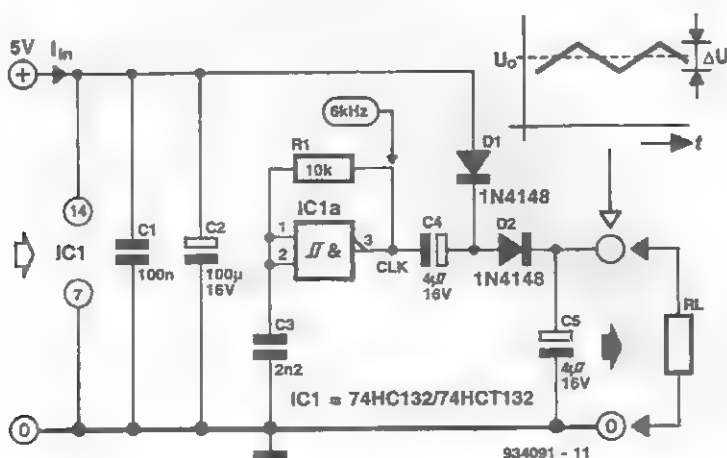 5V
Iin
+
6kHz
R1
10k
IC1a
1
2
&
3
CLK
C4
4µ7
16V
D1
1N4148
D2
1N4148
U₀
ΔU
t
14
IC1
7
C1
100n
C2
100µ
16V
C3
2n2
C5
4µ7
16V
RL
IC1 = 74HC132/74HCT132
0
0
934091 - 11